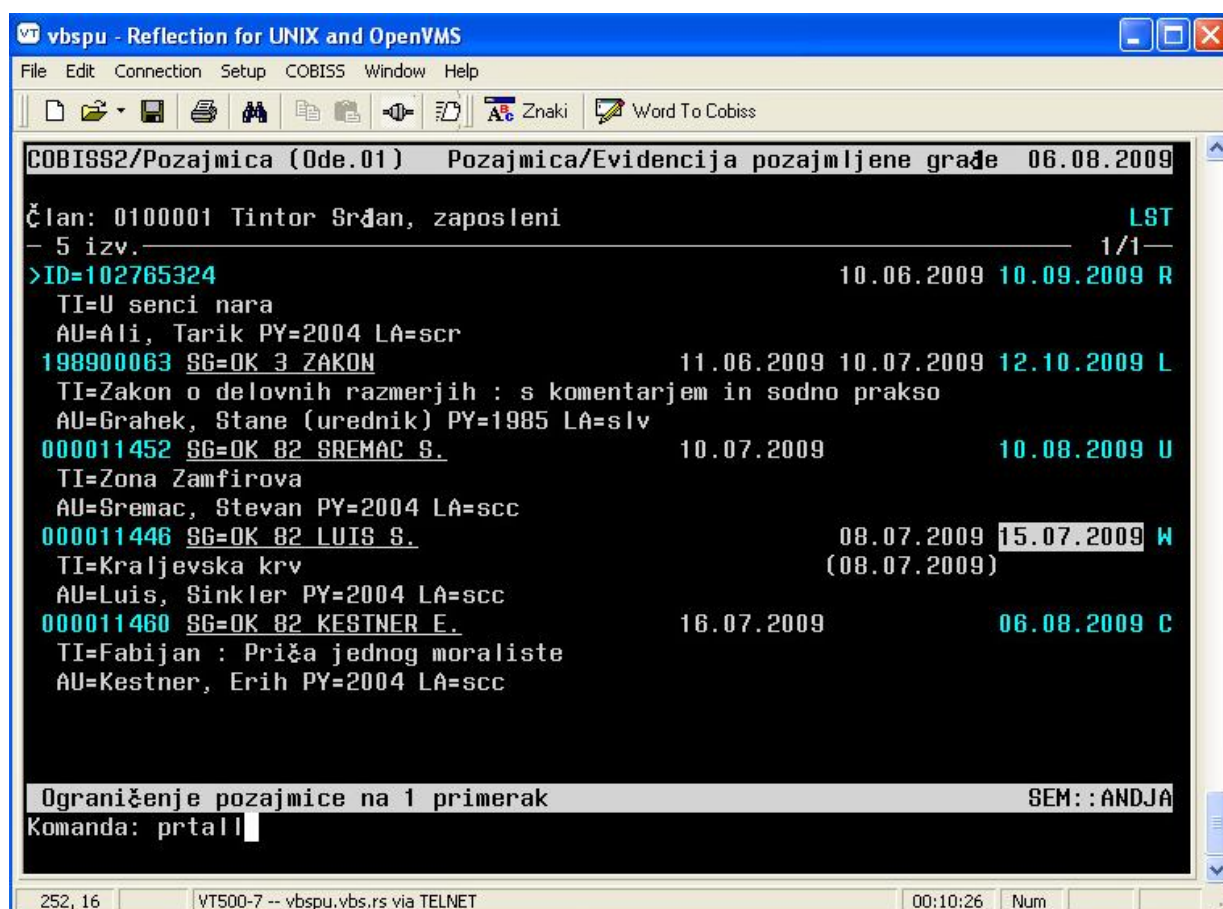 vbspu - Reflection for UNIX and OpenVMS
File Edit Connection Setup COBISS Window Help
Znaki Word To Cobiss
COBISS2/Pozajmica (Ode.01) Pozajmica/Evidencija pozajmljene građe 06.08.2009
Član: 0100001 Tintor Srđan, zaposleni LST
— 5 izv. — 1/1 —
>ID=102765324 10.06.2009 10.09.2009 R
TI=U senci nara
AU=Ali, Tarik PY=2004 LA=scr
198900063 SG=OK 3 ZAKON 11.06.2009 10.07.2009 12.10.2009 L
TI=Zakon o delovnih razmerjih : s komentarjem in sodno prakso
AU=Grahek, Stane (urednik) PY=1985 LA=slv
000011452 SG=OK 82 SREMAC S. 10.07.2009 10.08.2009 U
TI=Zona Zamfirova
AU=Sremac, Stevan PY=2004 LA=scc
000011446 SG=OK 82 LUIS S. 08.07.2009 15.07.2009 W
TI=Kraljevska krv (08.07.2009)
AU=Luis, Sinkler PY=2004 LA=scc
000011460 SG=OK 82 KESTNER E. 16.07.2009 06.08.2009 C
TI=Fabijan : Priča jednog moraliste
AU=Kestner, Erih PY=2004 LA=scc
Ograničenje pozajmice na 1 primerak SEM::ANDJA
Komanda: prtall
252, 16 VT500-7 -- vbspu.vbs.rs via TELNET 00:10:26 Num